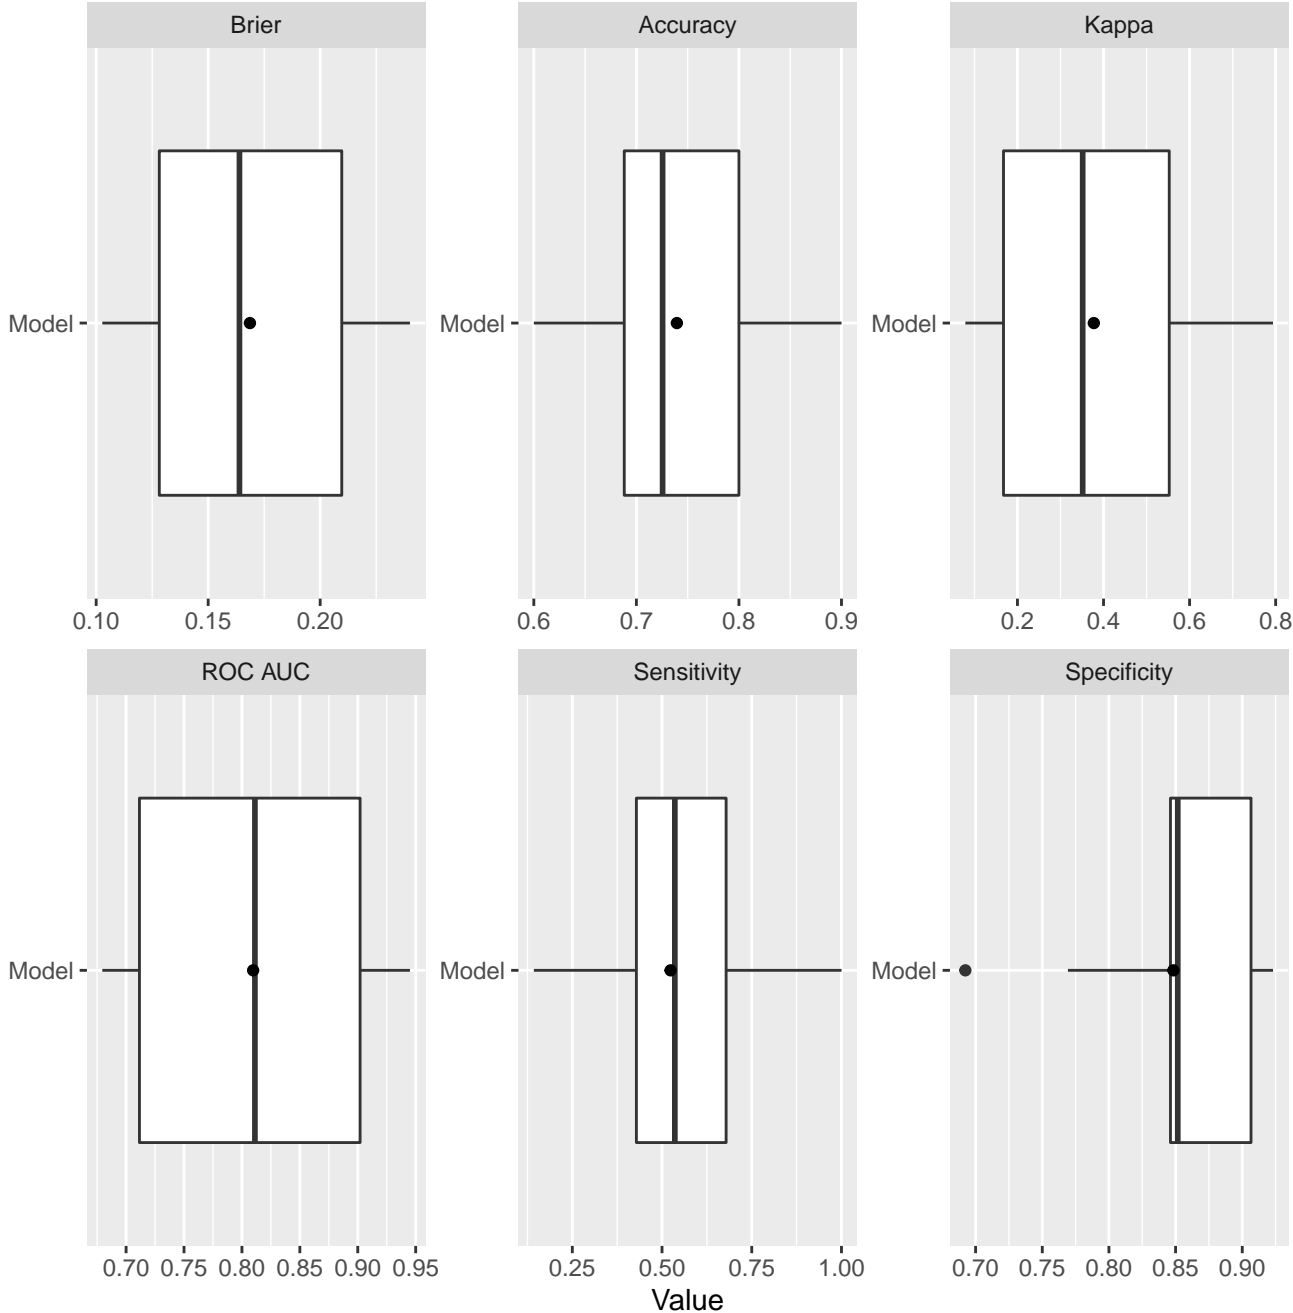 Brier Accuracy Kappa
Model Model Model
0.10 0.15 0.20 0.6 0.7 0.8 0.9 0.2 0.4 0.6 0.8
ROC AUC Sensitivity Specificity
Model Model Model
0.70 0.75 0.80 0.85 0.90 0.95 0.25 0.50 0.75 1.00 0.70 0.75 0.80 0.85 0.90
Value